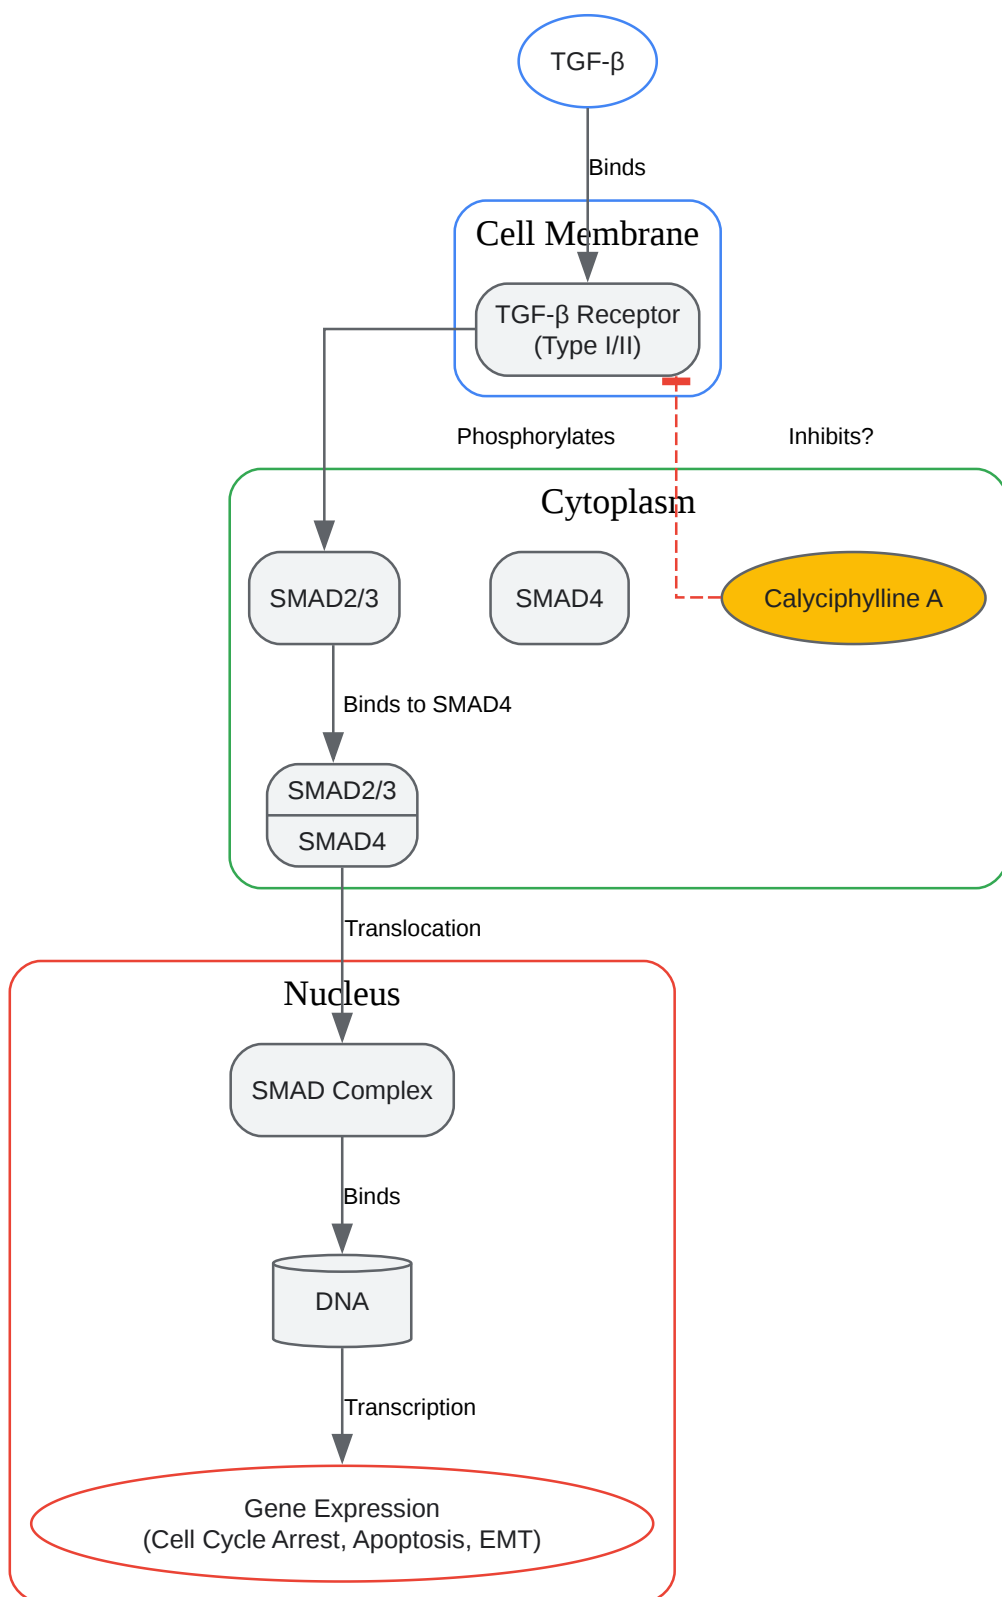 TGF-β
Binds
Cell Membrane
TGF-β Receptor
(Type I/II)
Phosphorylates
Inhibits?
Cytoplasm
SMAD2/3
SMAD4
Calyciphylline A
Binds to SMAD4
SMAD2/3
SMAD4
Translocation
Nucleus
SMAD Complex
Binds
DNA
Transcription
Gene Expression
(Cell Cycle Arrest, Apoptosis, EMT)